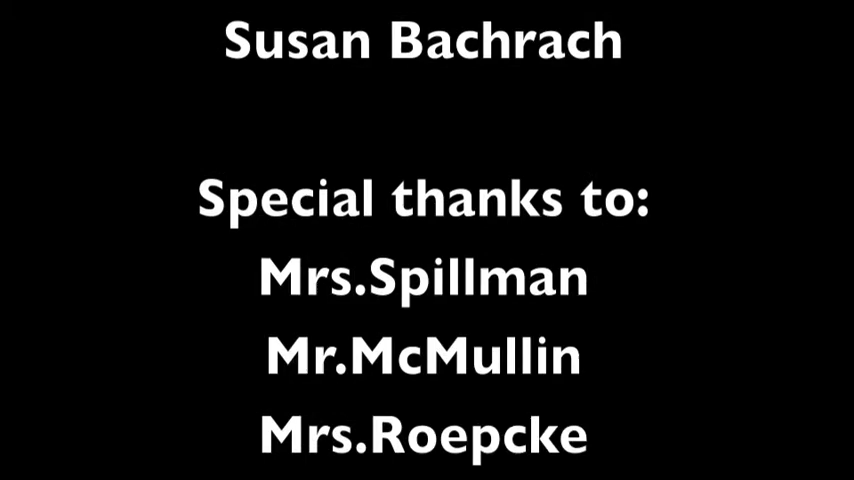 Susan Bachrach
Special thanks to:
Mrs.Spillman
Mr.McMullin
Mrs.Roepcke